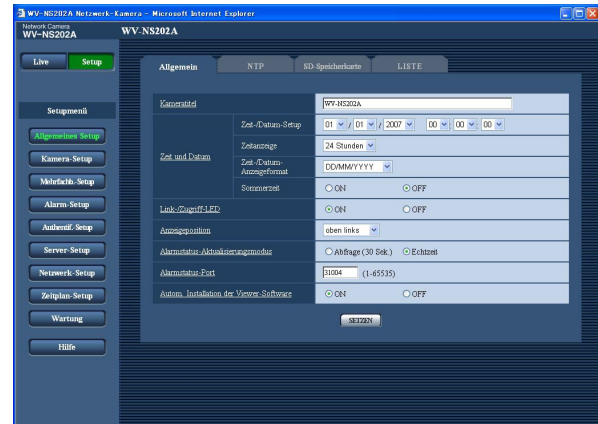 WV-NS202A Netzwerk-Kamera - Microsoft Internet Explorer
Network Camera
WV-NS202A
WV-NS202A
Live Setup
Allgemein NTP SD-Speicherkarte LISTE
Setupmenü
Allgemeines Setup
Kamera-Setup
Mehrfachb.-Setup
Alarm-Setup
Authentif.-Setup
Server-Setup
Netzwerk-Setup
Zeitplan-Setup
Wartung
Hilfe
Kameratitel WV-NS202A
Zeit und Datum
Zeit-/Datum-Setup 01 / 01 / 2007 00 : 00 : 00
Zeitanzeige 24 Stunden
Zeit-/Datum-
Anzeigeformat DD/MM/YYYY
Sommerzeit ON OFF
Link-/Zugriff-LED ON OFF
Anzeigeposition oben links
Alarmstatus-Aktualisierungsmodus Abfrage (30 Sek.) Echtzeit
Alarmstatus-Port 31004 (1-65535)
Autom. Installation der Viewer-Software ON OFF
SETZEN